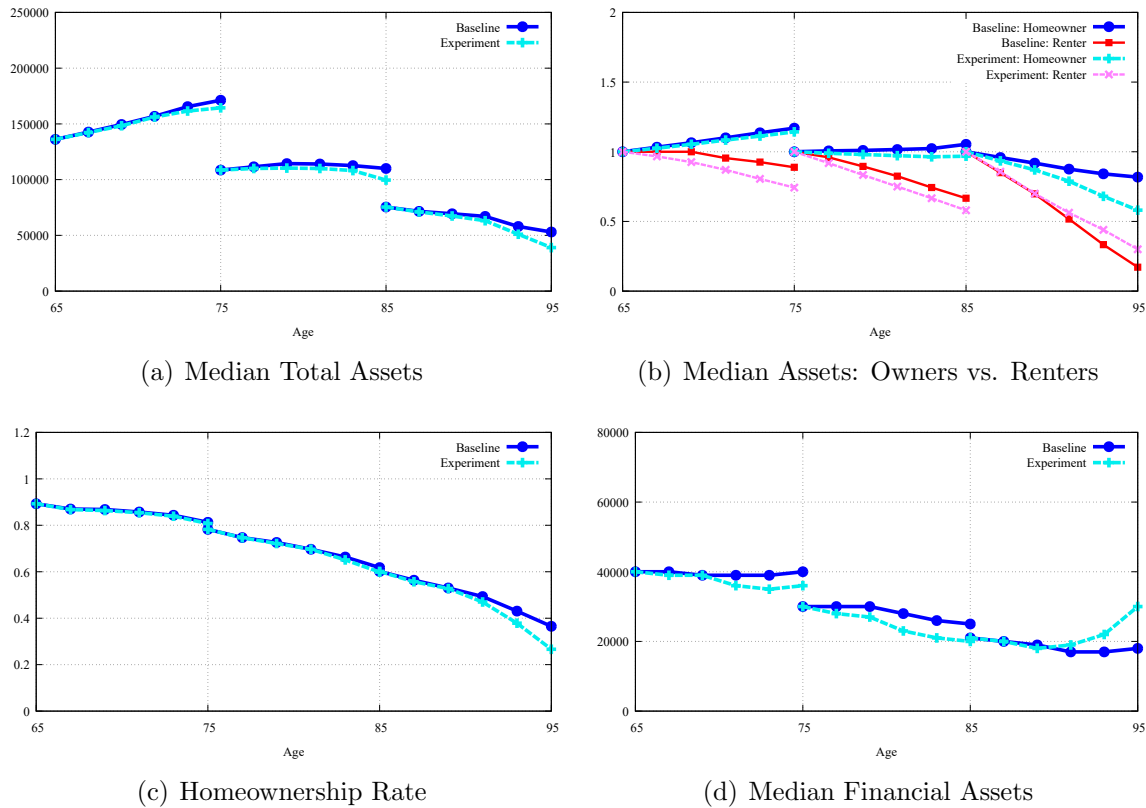 250000
200000
150000
100000
50000
0
65
75
85
95
Age
Baseline
Experiment
(a) Median Total Assets
2
1.5
1
0.5
0
65
75
85
95
Age
Baseline: Homeowner
Baseline: Renter
Experiment: Homeowner
Experiment: Renter
(b) Median Assets: Owners vs. Renters
1.2
1
0.8
0.6
0.4
0.2
0
65
75
85
95
Age
Baseline
Experiment
(c) Homeownership Rate
80000
60000
40000
20000
0
65
75
85
95
Age
Baseline
Experiment
(d) Median Financial Assets